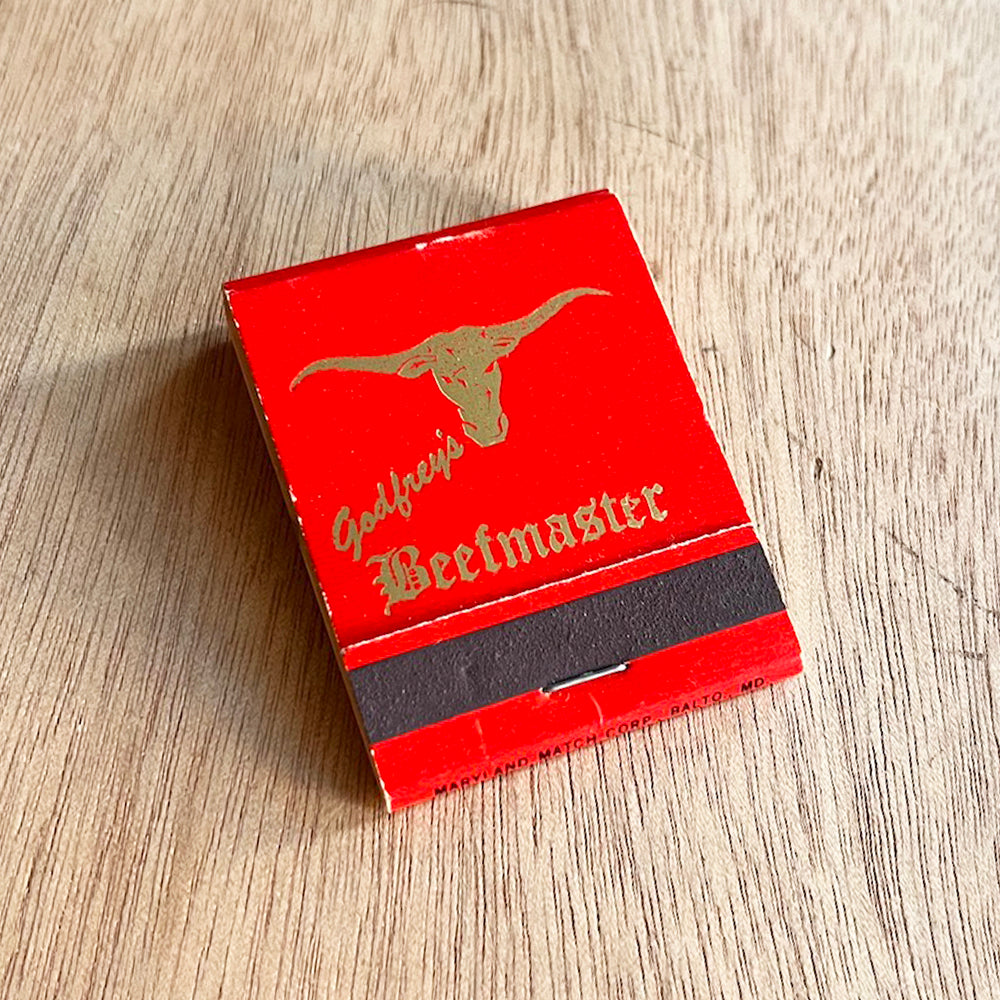 Godfrey's
Beefmaster
MARYLAND MATCH CORP., BALTO., MD.